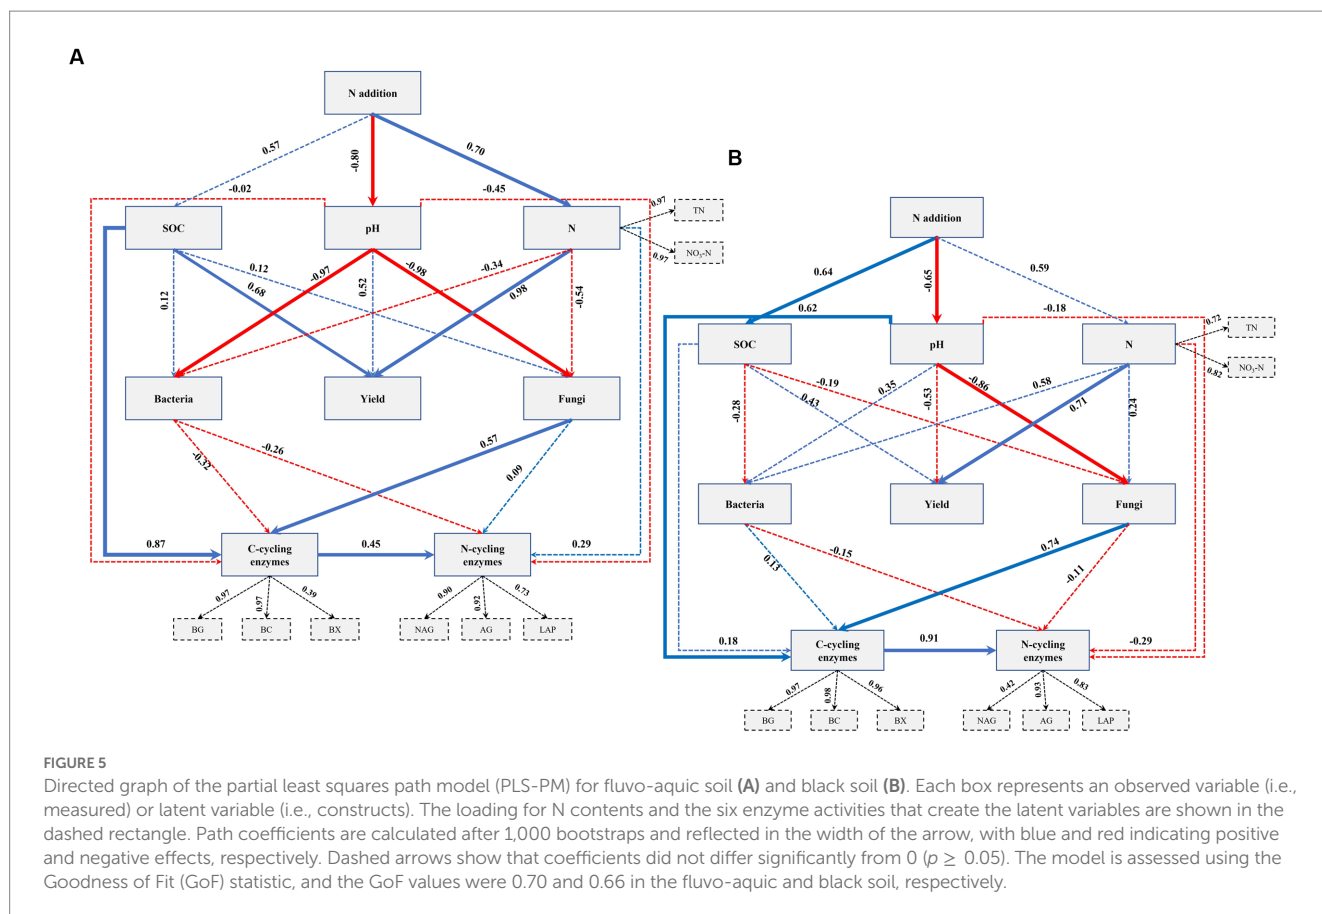 A
N addition
0.57
-0.80
0.70
-0.02
-0.45
SOC
pH
N
0.97
TN
0.97
NO3-N
0.12
0.68
0.12
-0.97
0.52
-0.98
-0.34
0.98
-0.54
Bacteria
Yield
Fungi
-0.32
-0.26
0.57
0.09
0.87
C-cycling
enzymes
0.45
N-cycling
enzymes
0.29
0.97
0.97
0.39
0.90
0.92
0.73
BG
BC
BX
NAG
AG
LAP
B
N addition
0.64
-0.65
0.59
0.62
-0.18
SOC
pH
N
0.72
TN
0.82
NO3-N
-0.28
0.43
-0.19
0.35
-0.53
-0.86
0.58
0.71
0.24
Bacteria
Yield
Fungi
0.13
-0.15
0.74
-0.11
0.18
C-cycling
enzymes
0.91
N-cycling
enzymes
-0.29
0.97
0.98
0.96
0.42
0.93
0.83
BG
BC
BX
NAG
AG
LAP
FIGURE 5
Directed graph of the partial least squares path model (PLS-PM) for fluvo-aquic soil (A) and black soil (B). Each box represents an observed variable (i.e.,
measured) or latent variable (i.e., constructs). The loading for N contents and the six enzyme activities that create the latent variables are shown in the
dashed rectangle. Path coefficients are calculated after 1,000 bootstraps and reflected in the width of the arrow, with blue and red indicating positive
and negative effects, respectively. Dashed arrows show that coefficients did not differ significantly from 0 (p ≥ 0.05). The model is assessed using the
Goodness of Fit (GoF) statistic, and the GoF values were 0.70 and 0.66 in the fluvo-aquic and black soil, respectively.